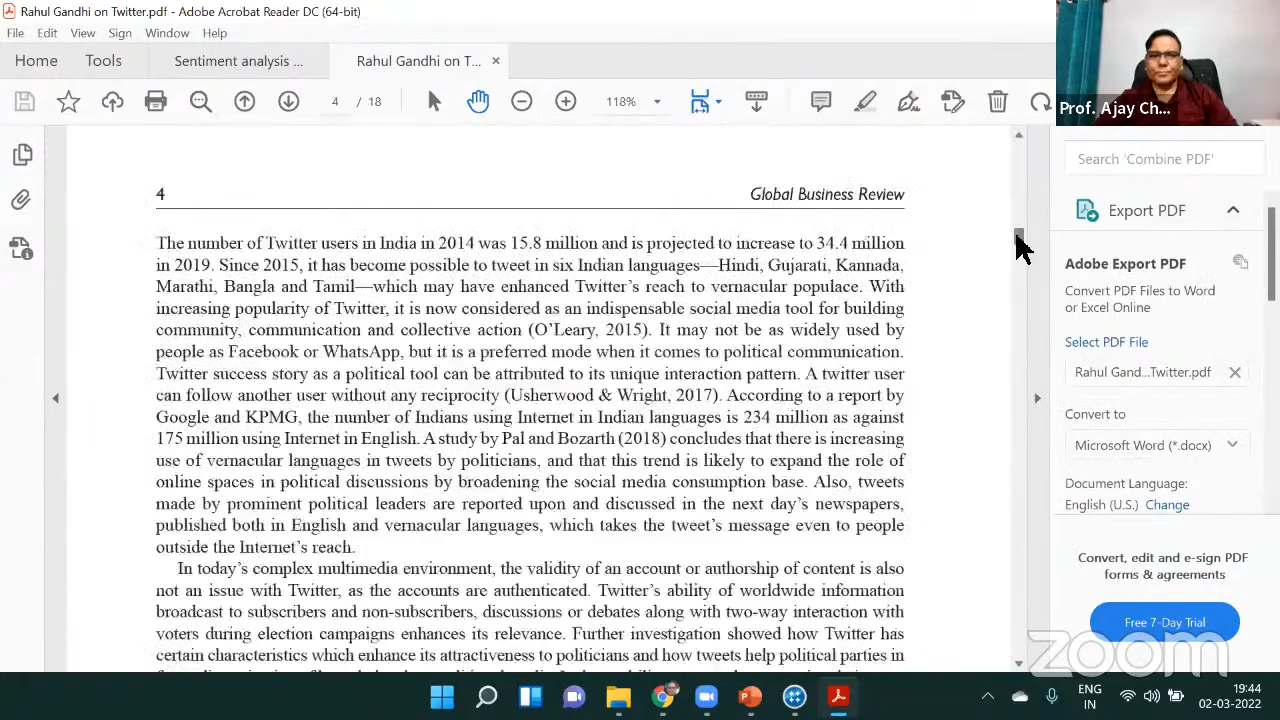 Rahul Gandhi on Twitter.pdf - Adobe Acrobat Reader DC (64-bit)
File Edit View Sign Window Help
Home Tools Sentiment analysis ... Rahul Gandhi on T... ×
4 / 18 118%
Prof. Ajay Ch...
4 Global Business Review
The number of Twitter users in India in 2014 was 15.8 million and is projected to increase to 34.4 million
in 2019. Since 2015, it has become possible to tweet in six Indian languages—Hindi, Gujarati, Kannada,
Marathi, Bangla and Tamil—which may have enhanced Twitter's reach to vernacular populace. With
increasing popularity of Twitter, it is now considered as an indispensable social media tool for building
community, communication and collective action (O'Leary, 2015). It may not be as widely used by
people as Facebook or WhatsApp, but it is a preferred mode when it comes to political communication.
Twitter success story as a political tool can be attributed to its unique interaction pattern. A twitter user
can follow another user without any reciprocity (Usherwood & Wright, 2017). According to a report by
Google and KPMG, the number of Indians using Internet in Indian languages is 234 million as against
175 million using Internet in English. A study by Pal and Bozarth (2018) concludes that there is increasing
use of vernacular languages in tweets by politicians, and that this trend is likely to expand the role of
online spaces in political discussions by broadening the social media consumption base. Also, tweets
made by prominent political leaders are reported upon and discussed in the next day's newspapers,
published both in English and vernacular languages, which takes the tweet's message even to people
outside the Internet's reach.
In today's complex multimedia environment, the validity of an account or authorship of content is also
not an issue with Twitter, as the accounts are authenticated. Twitter's ability of worldwide information
broadcast to subscribers and non-subscribers, discussions or debates along with two-way interaction with
voters during election campaigns enhances its relevance. Further investigation showed how Twitter has
certain characteristics which enhance its attractiveness to politicians and how tweets help political parties in
Search 'Combine PDF'
Export PDF
Adobe Export PDF
Convert PDF Files to Word
or Excel Online
Select PDF File
Rahul Gand...Twitter.pdf
Convert to
Microsoft Word (*.docx)
Document Language:
English (U.S.) Change
Convert, edit and e-sign PDF
forms & agreements
Free 7-Day Trial
zoom
ENG
IN
19:44
02-03-2022